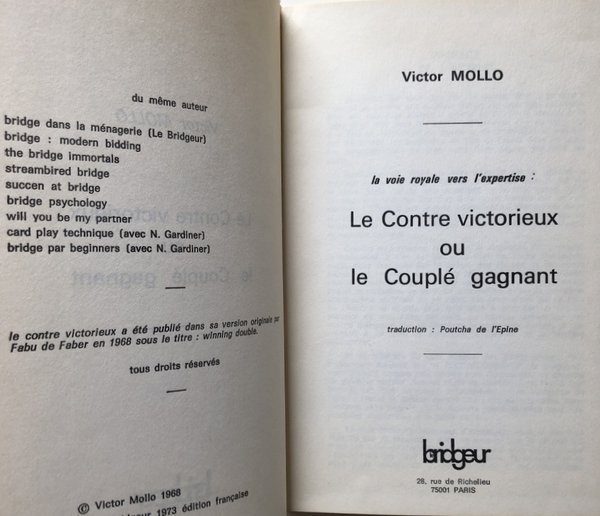 du même auteur
bridge dans la ménagerie (Le Bridgeur)
bridge : modern bidding
the bridge immortals
streambired bridge
succen at bridge
bridge psychology
will you be my partner
card play technique (avec N. Gardiner)
bridge par beginners (avec N. Gardiner)
le contre victorieux a été publié dans sa version originale par
Fabu de Faber en 1968 sous le titre : winning double.
tous droits réservés
© Victor Mollo 1968
1973 édition française
Victor MOLLO
la voie royale vers l'expertise :
Le Contre victorieux
ou
le Couplé gagnant
traduction : Poutcha de l'Epine
bridgeur
28, rue de Richelieu
75001 PARIS